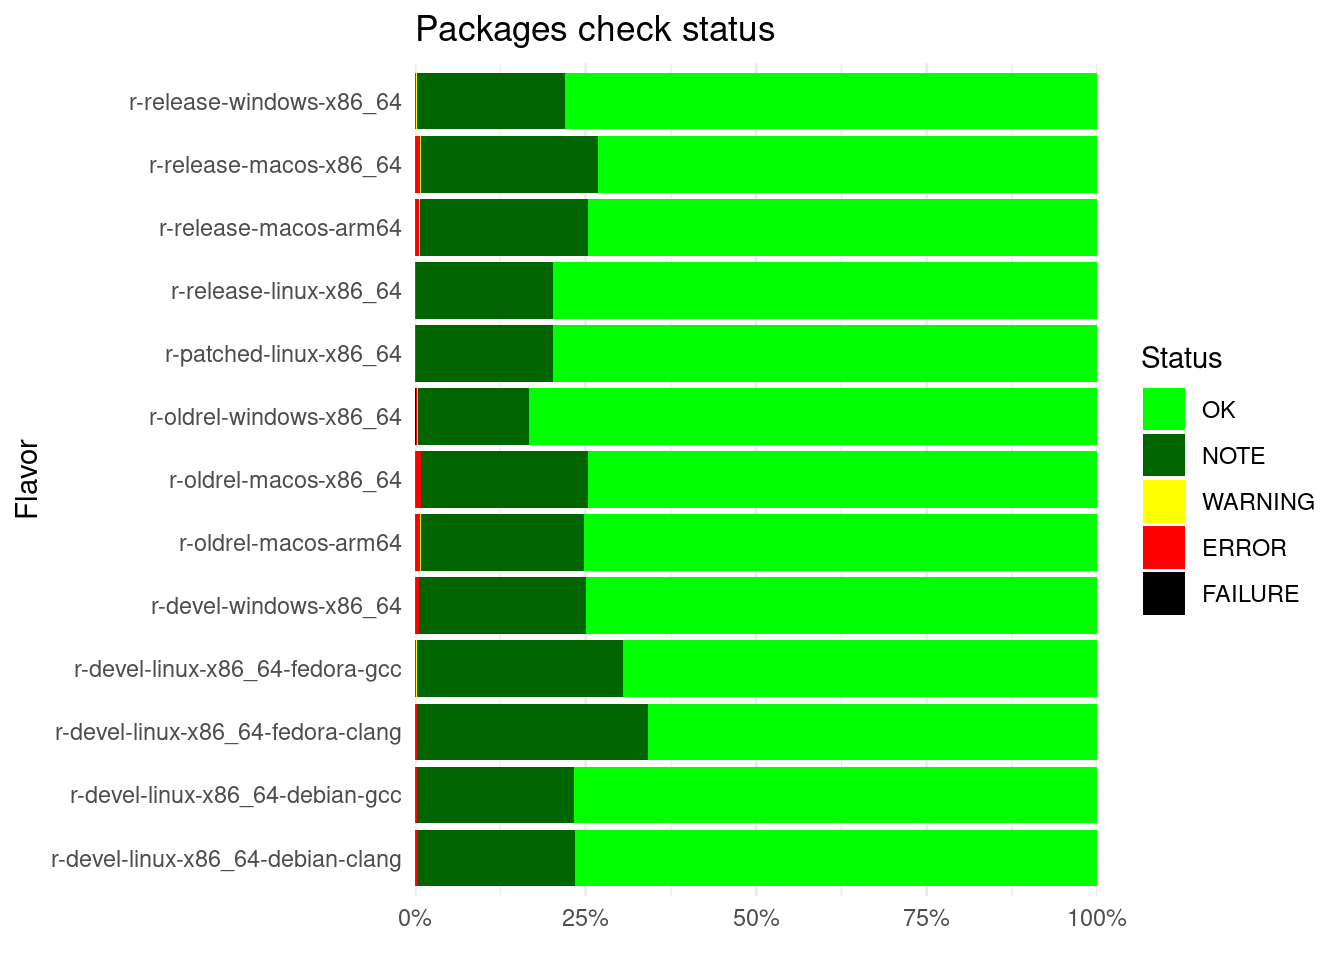 Packages check status
Flavor
r-release-windows-x86_64
r-release-macos-x86_64
r-release-macos-arm64
r-release-linux-x86_64
r-patched-linux-x86_64
r-oldrel-windows-x86_64
r-oldrel-macos-x86_64
r-oldrel-macos-arm64
r-devel-windows-x86_64
r-devel-linux-x86_64-fedora-gcc
r-devel-linux-x86_64-fedora-clang
r-devel-linux-x86_64-debian-gcc
r-devel-linux-x86_64-debian-clang
0% 25% 50% 75% 100%
Status
OK
NOTE
WARNING
ERROR
FAILURE